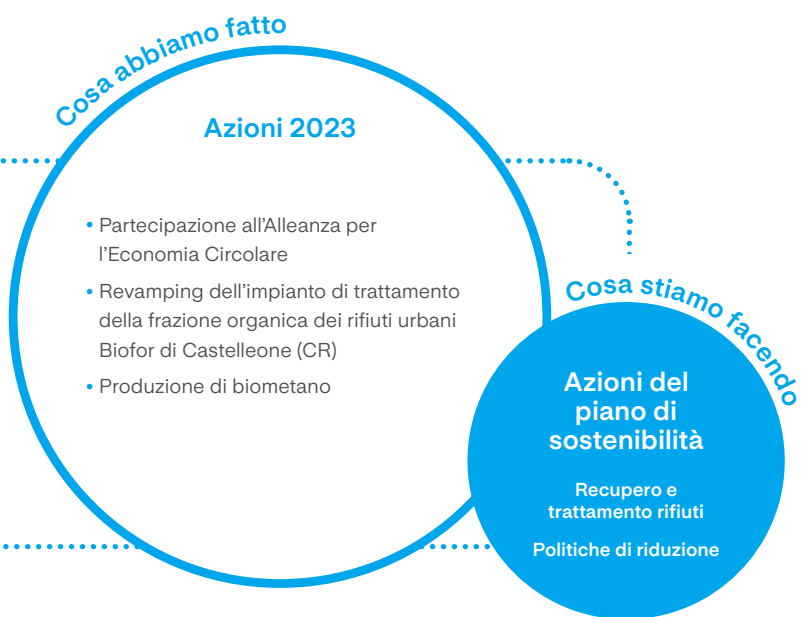 Cosa abbiamo fatto
Azioni 2023
• Partecipazione all'Alleanza per
l'Economia Circolare
• Revamping dell'impianto di trattamento
della frazione organica dei rifiuti urbani
Biofor di Castelleone (CR)
• Produzione di biometano
Cosa stiamo facendo
Azioni del
piano di
sostenibilità
Recupero e
trattamento rifiuti
Politiche di riduzione